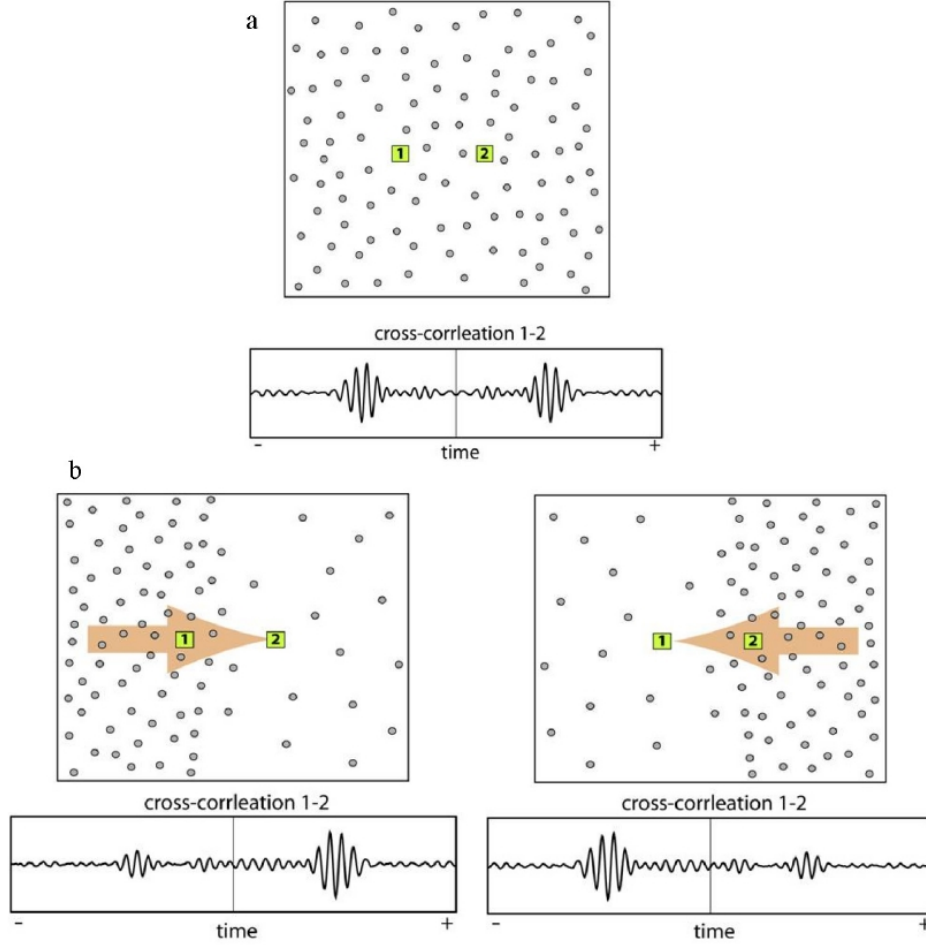 a
1 2
cross-corrleation 1-2
- +
time
b
1 2
1 2
cross-corrleation 1-2
cross-corrleation 1-2
- time +
- time +